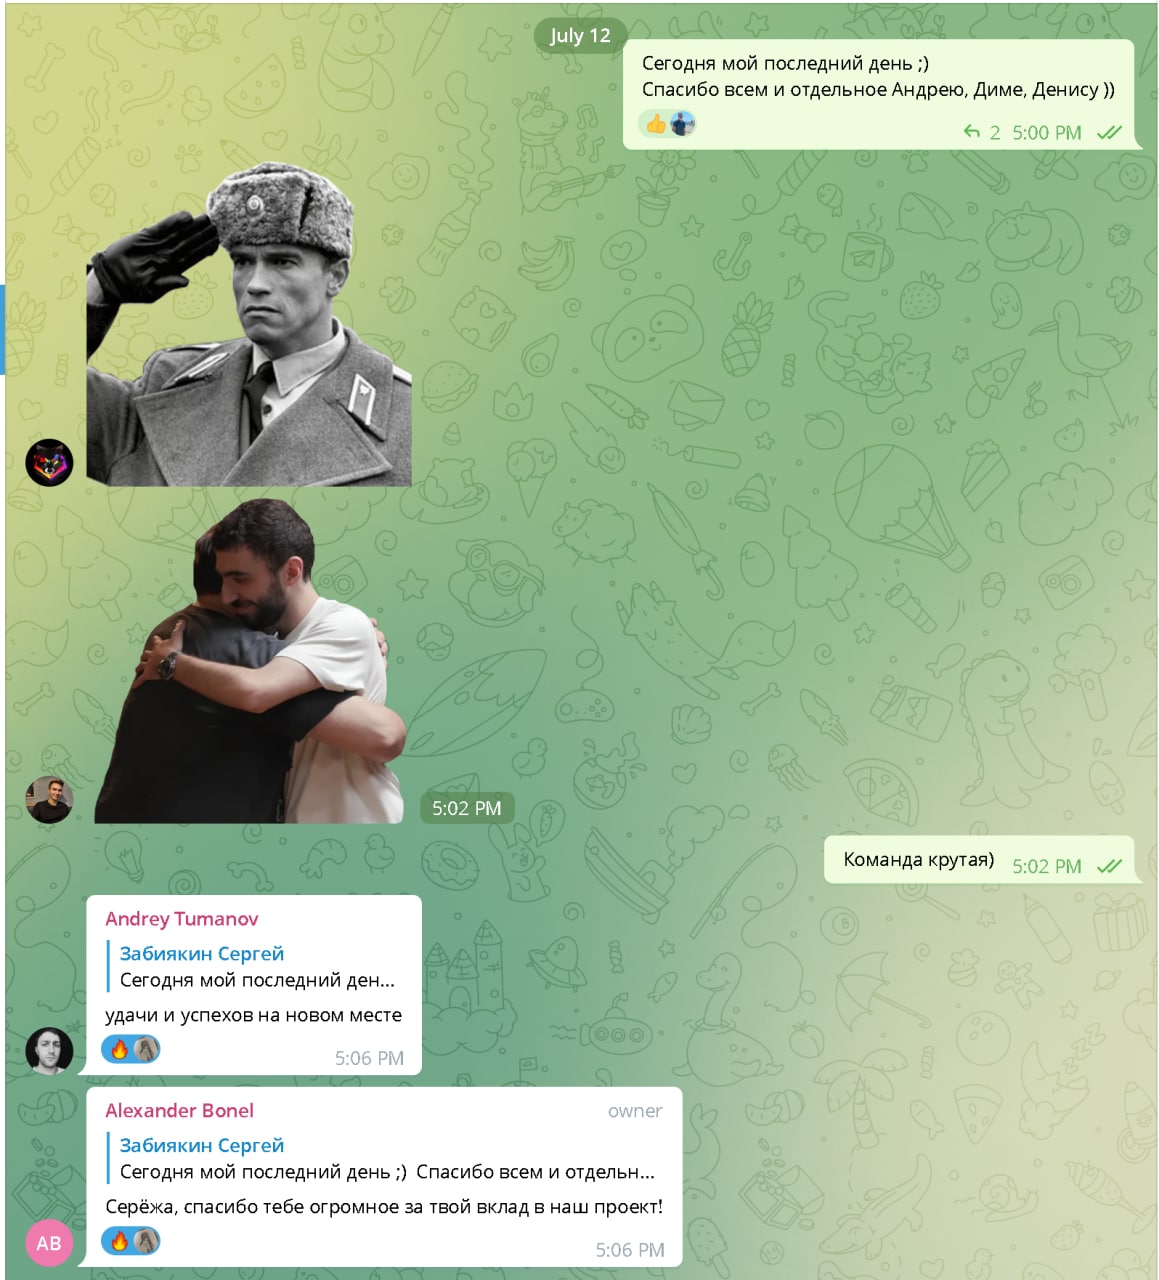 July 12
Сегодня мой последний день ;)
Спасибо всем и отдельное Андрею, Диме, Денису ))
2 5:00 PM
5:02 PM
Команда крутая) 5:02 PM
Andrey Tumanov
Забиякин Сергей
Сегодня мой последний ден...
удачи и успехов на новом месте
5:06 PM
Alexander Bonel owner
Забиякин Сергей
Сегодня мой последний день ;) Спасибо всем и отдельн...
Серёжа, спасибо тебе огромное за твой вклад в наш проект!
AB
5:06 PM